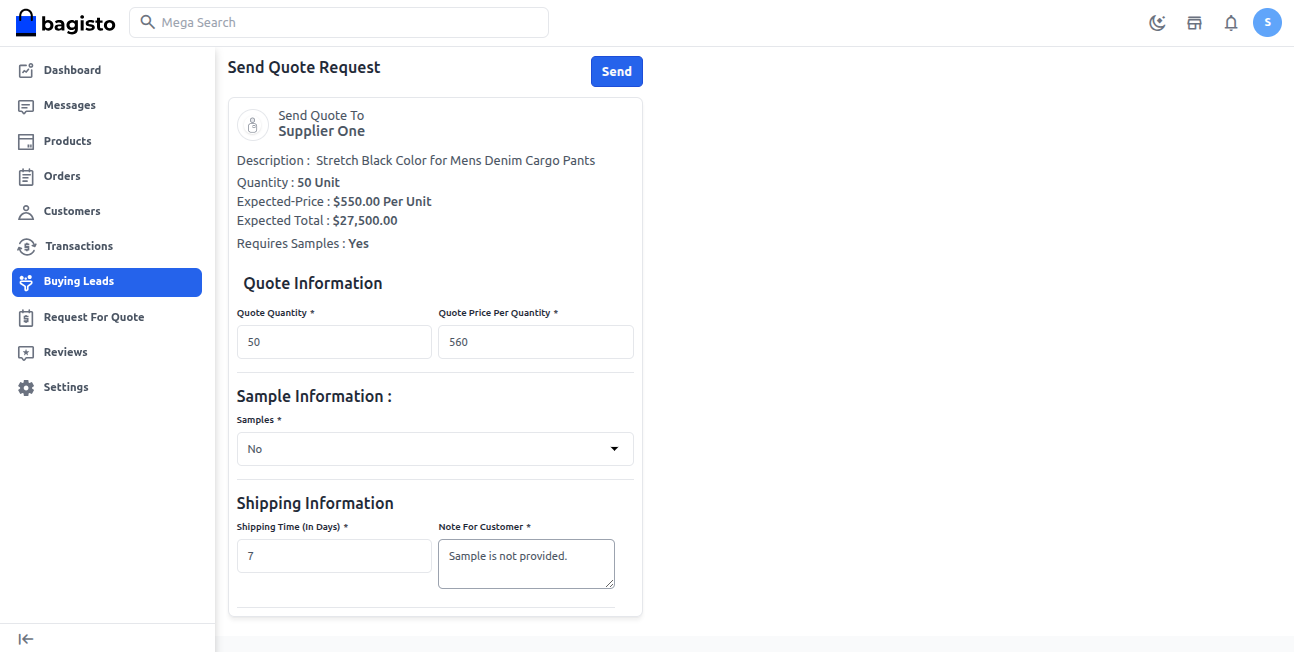 bagisto
Mega Search
S
Dashboard
Messages
Products
Orders
Customers
Transactions
Buying Leads
Request For Quote
Reviews
Settings
Send Quote Request
Send
Send Quote To
Supplier One
Description : Stretch Black Color for Mens Denim Cargo Pants
Quantity : 50 Unit
Expected-Price : $550.00 Per Unit
Expected Total : $27,500.00
Requires Samples : Yes
Quote Information
Quote Quantity * Quote Price Per Quantity *
50 560
Sample Information :
Samples *
No
Shipping Information
Shipping Time (In Days) * Note For Customer *
7 Sample is not provided.